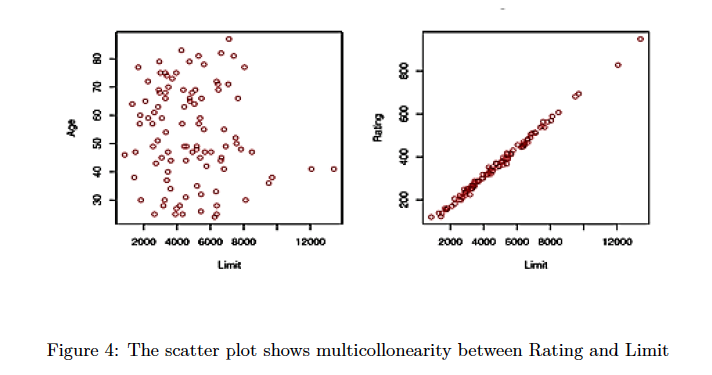 80
70
60
50
40
30
Age
2000 4000 6000 8000 12000
Limit
800
600
400
200
Rating
2000 4000 6000 8000 12000
Limit
Figure 4: The scatter plot shows multicollonearity between Rating and Limit